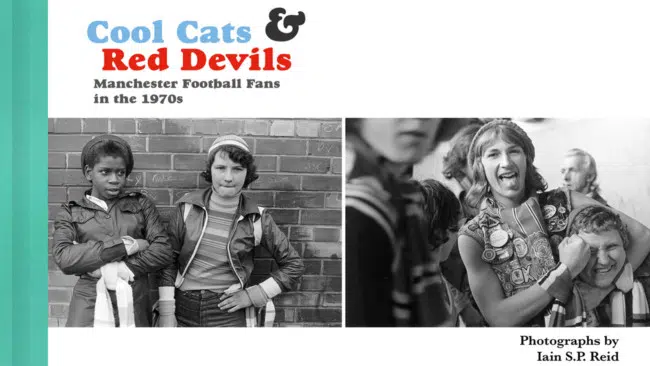 Cool Cats &
Red Devils
Manchester Football Fans
in the 1970s
Photographs by
Iain S.P. Reid